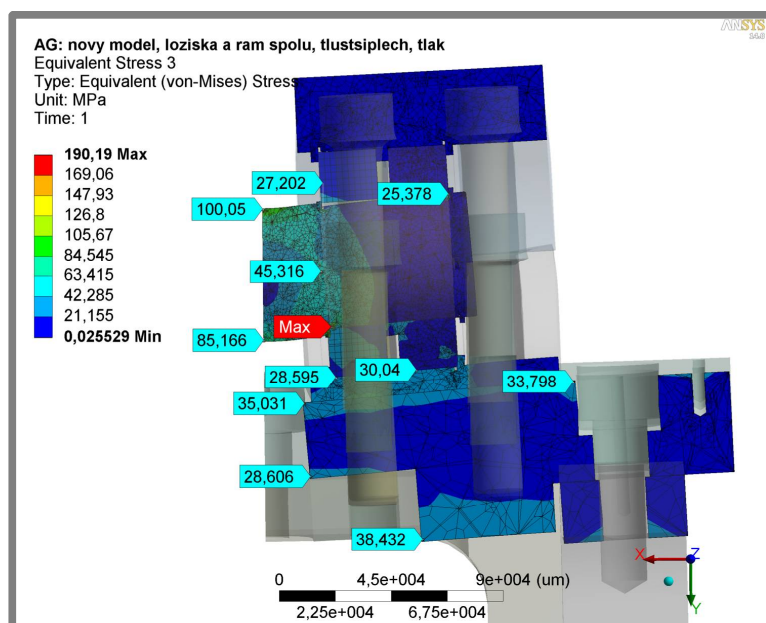 ANSYS
14.0
AG: novy model, loziska a ram spolu, tlustsiplech, tlak
Equivalent Stress 3
Type: Equivalent (von-Mises) Stress
Unit: MPa
Time: 1
190,19 Max
169,06
147,93
126,8
105,67
84,545
63,415
42,285
21,155
0,025529 Min
27,202
25,378
100,05
45,316
Max
85,166
28,595
30,04
33,798
35,031
28,606
38,432
0
4,5e+004
9e+004 (um)
2,25e+004
6,75e+004
X
Z
Y